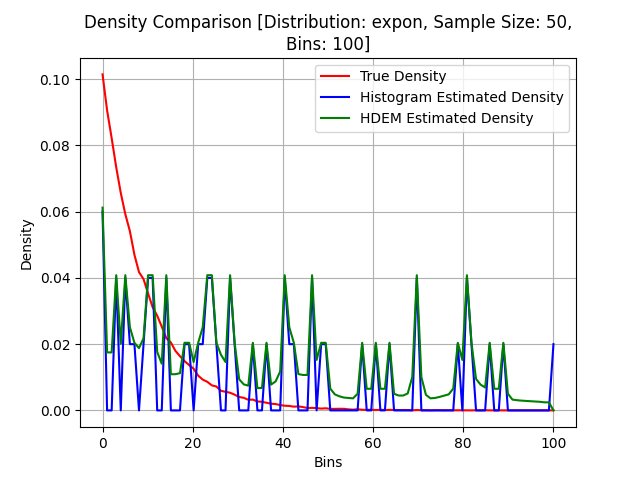 Density Comparison [Distribution: expon, Sample Size: 50,
Bins: 100]
True Density
Histogram Estimated Density
HDEM Estimated Density
0.10
0.08
0.06
0.04
0.02
0.00
Density
0 20 40 60 80 100
Bins